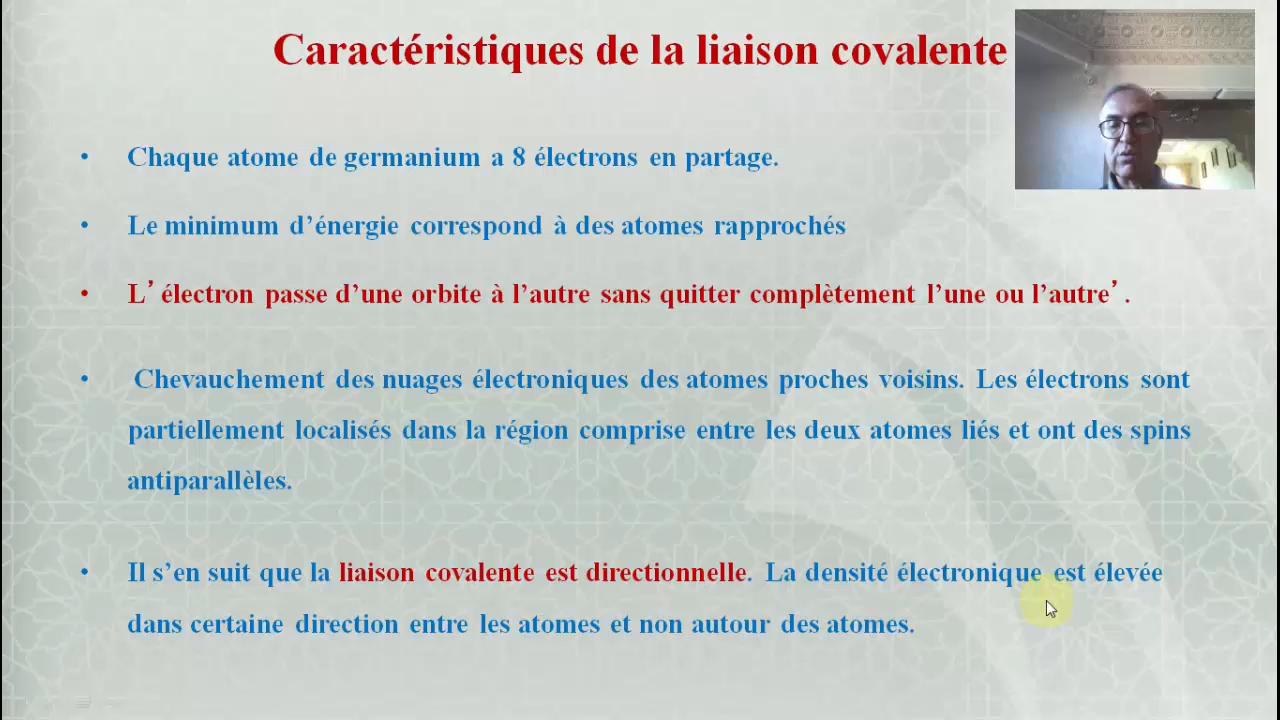 Caractéristiques de la liaison covalente
• Chaque atome de germanium a 8 électrons en partage.
• Le minimum d’énergie correspond à des atomes rapprochés
• L’ électron passe d’une orbite à l’autre sans quitter complètement l’une ou l’autre’.
• Chevauchement des nuages électroniques des atomes proches voisins. Les électrons sont
partiellement localisés dans la région comprise entre les deux atomes liés et ont des spins
antiparallèles.
• Il s’en suit que la liaison covalente est directionnelle. La densité électronique est élevée
dans certaine direction entre les atomes et non autour des atomes.